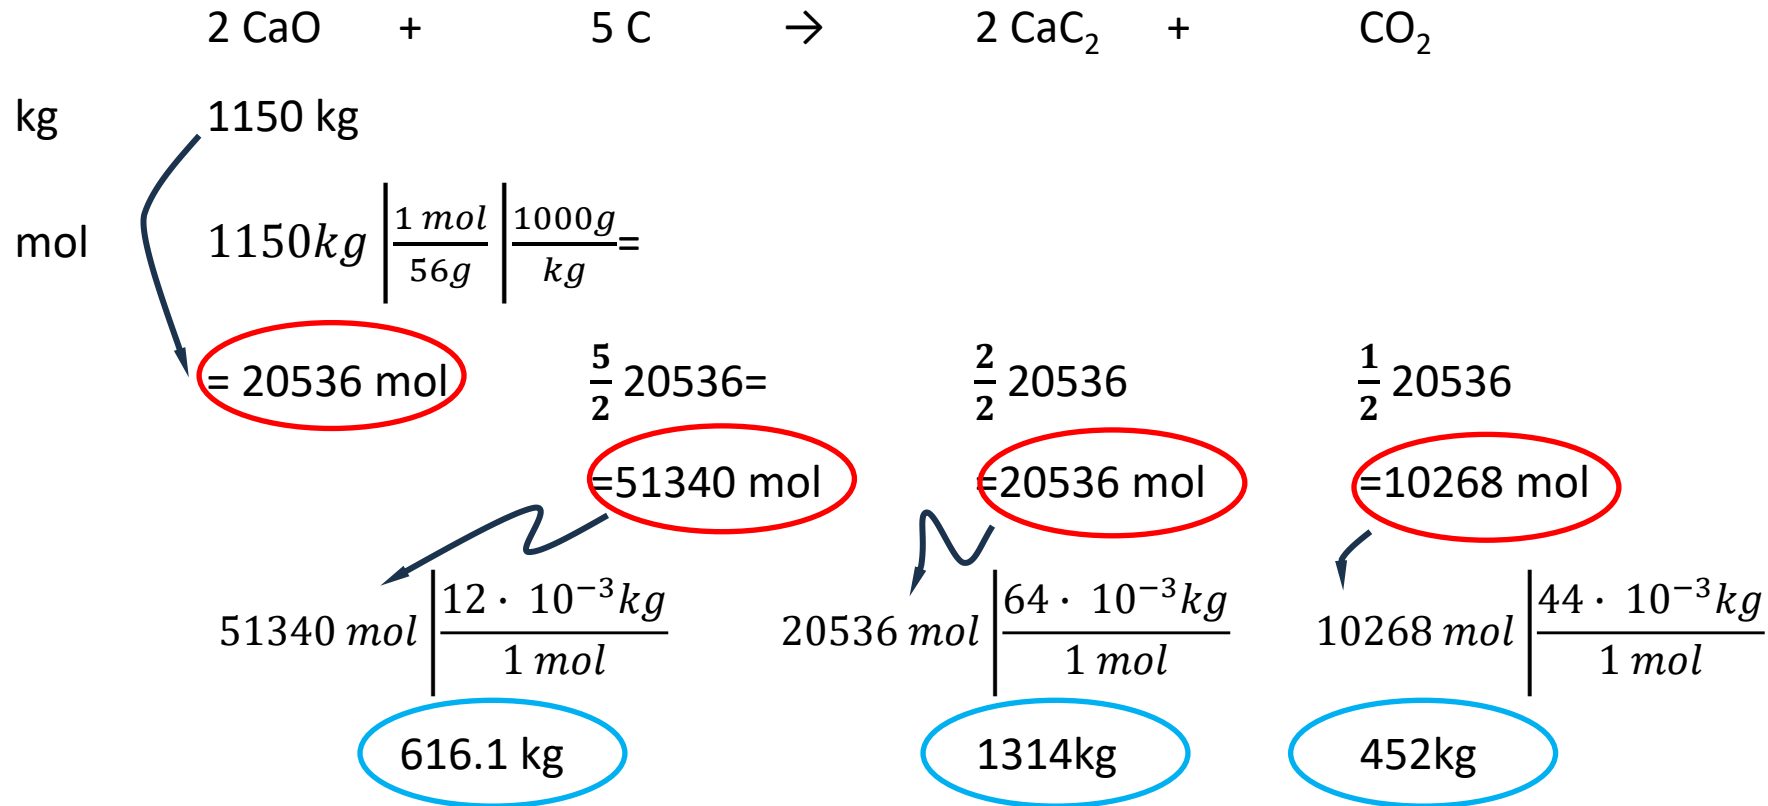 2 CaO + 5 C → 2 CaC₂ + CO₂
kg 1150 kg
mol 1150kg | 1 mol/56g | 1000g/kg =
= 20536 mol 5/2 20536= 2/2 20536 1/2 20536
=51340 mol =20536 mol =10268 mol
51340 mol | 12 · 10⁻³kg/1 mol 20536 mol | 64 · 10⁻³kg/1 mol 10268 mol | 44 · 10⁻³kg/1 mol
616.1 kg 1314kg 452kg